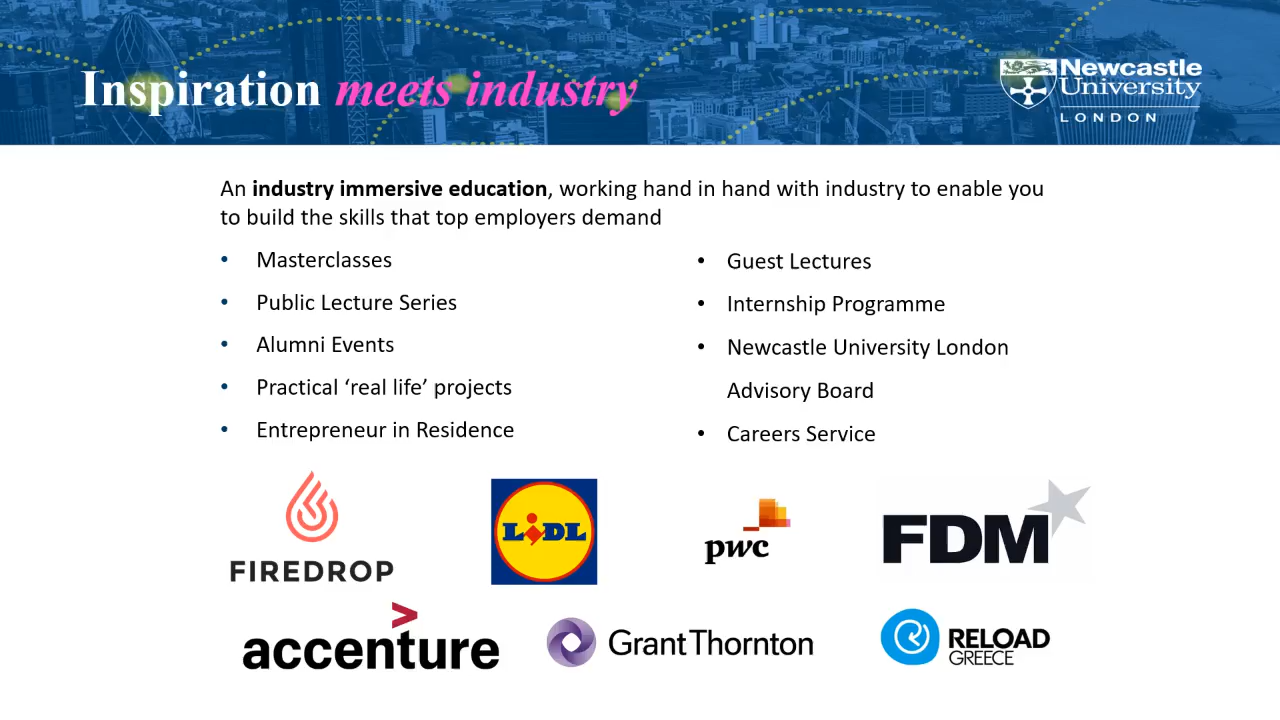 Inspiration meets industry
Newcastle
University
LONDON
An industry immersive education, working hand in hand with industry to enable you
to build the skills that top employers demand
• Masterclasses
• Public Lecture Series
• Alumni Events
• Practical ‘real life’ projects
• Entrepreneur in Residence
• Guest Lectures
• Internship Programme
• Newcastle University London
Advisory Board
• Careers Service
FIREDROP
LIDL
pwc
FDM
accenture
Grant Thornton
RELOAD
GREECE